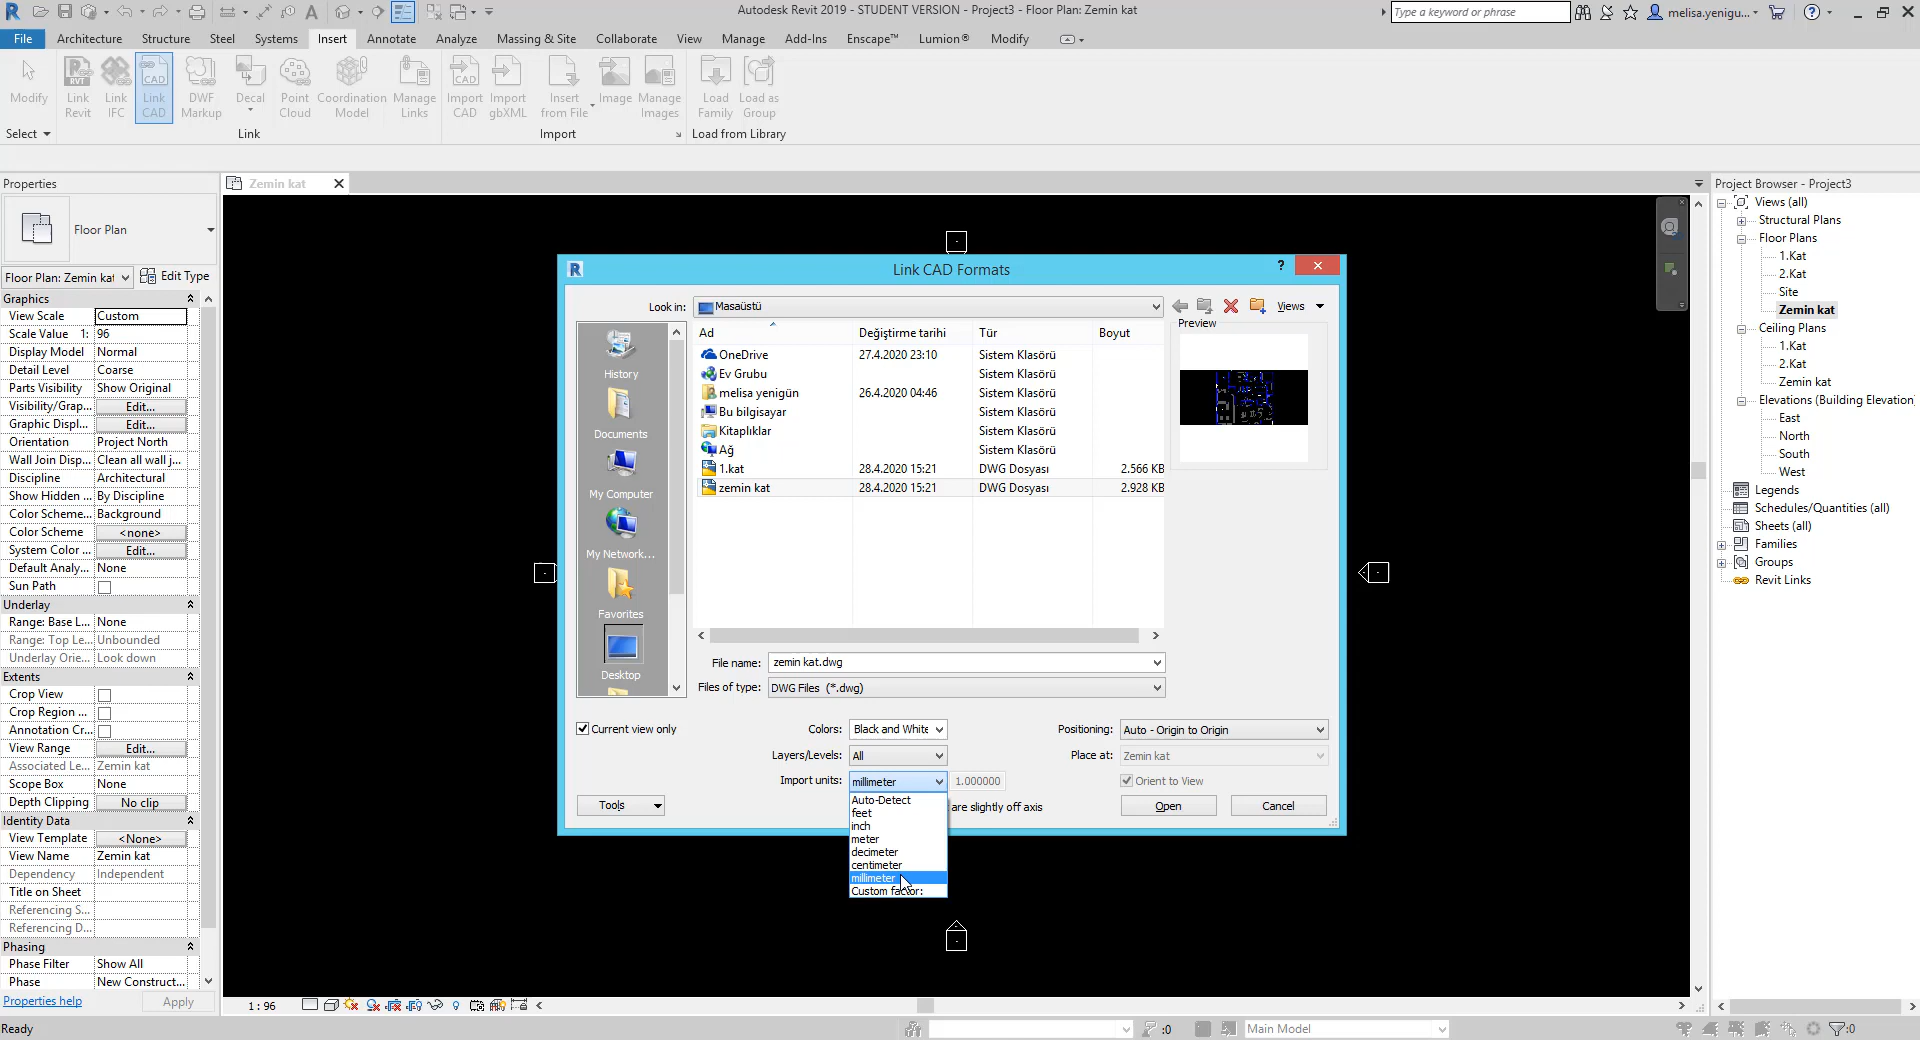 Autodesk Revit 2019 - STUDENT VERSION - Project3 - Floor Plan: Zemin kat
Type a keyword or phrase
melisa.yenigu...
File Architecture Structure Steel Systems Insert Annotate Analyze Massing & Site Collaborate View Manage Add-Ins Enscape™ Lumion® Modify
Modify
Link Revit
Link IFC
Link CAD
DWF Markup
Decal
Point Cloud
Coordination Model
Manage Links
Import CAD
Import gbXML
Insert from File
Image
Manage Images
Load Family
Load as Group
Select
Link
Import
Load from Library
Properties
Floor Plan
Floor Plan: Zemin kat
Edit Type
Graphics
View Scale Custom
Scale Value 1: 96
Display Model Normal
Detail Level Coarse
Parts Visibility Show Original
Visibility/Grap... Edit...
Graphic Displ... Edit...
Orientation Project North
Wall Join Disp... Clean all wall j...
Discipline Architectural
Show Hidden ... By Discipline
Color Scheme... Background
Color Scheme <none>
System Color ... Edit...
Default Analy... None
Sun Path
Underlay
Range: Base L... None
Range: Top Le... Unbounded
Underlay Orie... Look down
Extents
Crop View
Crop Region ...
Annotation Cr...
View Range Edit...
Associated Le... Zemin kat
Scope Box None
Depth Clipping No clip
Identity Data
View Template <None>
View Name Zemin kat
Dependency Independent
Title on Sheet
Referencing S...
Referencing D...
Phasing
Phase Filter Show All
Phase New Construct...
Properties help
Apply
Ready
Zemin kat
Link CAD Formats
Look in: Masaüstü
Views
Ad Değiştirme tarihi Tür Boyut
OneDrive 27.4.2020 23:10 Sistem Klasörü
Ev Grubu Sistem Klasörü
melisa yenigün 26.4.2020 04:46 Sistem Klasörü
Bu bilgisayar Sistem Klasörü
Kitaplıklar Sistem Klasörü
Ağ Sistem Klasörü
1.kat 28.4.2020 15:21 DWG Dosyası 2.566 KB
zemin kat 28.4.2020 15:21 DWG Dosyası 2.928 KB
History
Documents
My Computer
My Network...
Favorites
Desktop
Preview
File name: zemin kat.dwg
Files of type: DWG Files (*.dwg)
Current view only
Colors: Black and White
Positioning: Auto - Origin to Origin
Layers/Levels: All
Place at: Zemin kat
Import units: millimeter 1.000000
Orient to View
Tools
are slightly off axis
Open
Cancel
Auto-Detect
feet
inch
meter
decimeter
centimeter
millimeter
Custom factor:
1 : 96
:0
Main Model
:0
Project Browser - Project3
Views (all)
Structural Plans
Floor Plans
1.Kat
2.Kat
Site
Zemin kat
Ceiling Plans
1.Kat
2.Kat
Zemin kat
Elevations (Building Elevation
East
North
South
West
Legends
Schedules/Quantities (all)
Sheets (all)
Families
Groups
Revit Links